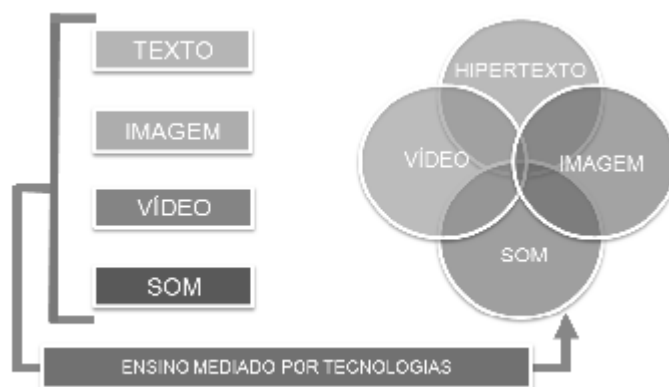 TEXTO
IMAGEM
VÍDEO
SOM
HIPERTEXTO
VÍDEO
IMAGEM
SOM
ENSINO MEDIADO POR TECNOLOGIAS